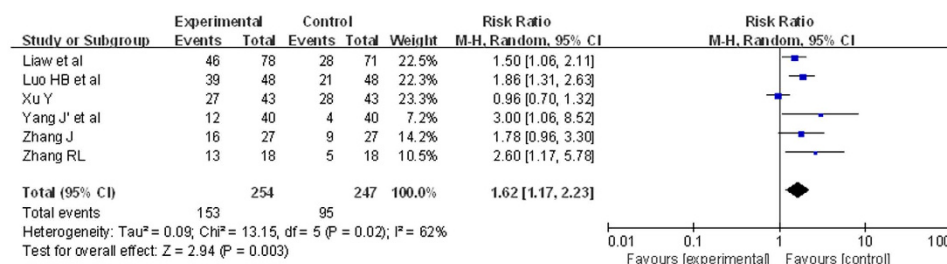 Experimental Control Risk Ratio Risk Ratio
Study or Subgroup Events Total Events Total Weight M-H, Random, 95% CI M-H, Random, 95% CI
Liaw et al 46 78 28 71 22.5% 1.50 [1.06, 2.11]
Luo HB et al 39 48 21 48 22.3% 1.86 [1.31, 2.63]
Xu Y 27 43 28 43 23.3% 0.96 [0.70, 1.32]
Yang J' et al 12 40 4 40 7.2% 3.00 [1.06, 8.52]
Zhang J 16 27 9 27 14.2% 1.78 [0.96, 3.30]
Zhang RL 13 18 5 18 10.5% 2.60 [1.17, 5.78]
Total (95% CI) 254 247 100.0% 1.62 [1.17, 2.23]
Total events 153 95
Heterogeneity: Tau² = 0.09; Chi² = 13.15, df = 5 (P = 0.02); I² = 62%
Test for overall effect: Z = 2.94 (P = 0.003)
0.01 0.1 1 10 100
Favours [experimental] Favours [control]